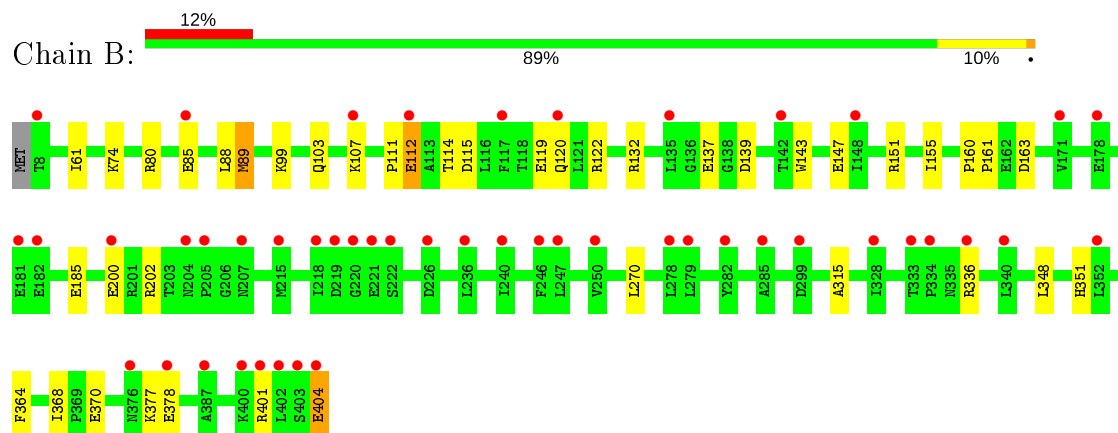 12%
Chain B:
89% 10% •
MET T8 I61 K74 R80 E85 L88 M89 K99 Q103 K107 P111 E112 A113 T114 D115 L116 F117 T118 E119 Q120 L121 R122 R132 L135 G136 E137 G138 D139 T142 W143 E147 I148 R151 I155 P160 P161 E162 D163 V171 E178
E181 E182 E185 E200 R201 R202 T203 N204 P205 G206 N207 M215 I218 D219 G220 E221 S222 D226 L236 I240 F246 L247 V250 L270 L278 L279 Y282 A285 D299 A315 I328 T333 P334 N335 R336 L340 L348 H351 L352
F364 I368 P369 E370 N376 K377 E378 A387 K400 R401 L402 S403 E404